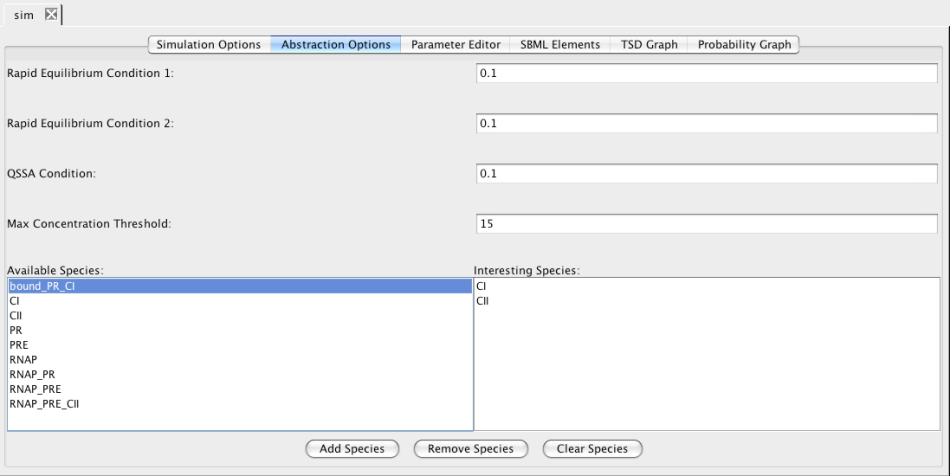 sim
Simulation Options Abstraction Options Parameter Editor SBML Elements TSD Graph Probability Graph
Rapid Equilibrium Condition 1: 0.1
Rapid Equilibrium Condition 2: 0.1
QSSA Condition: 0.1
Max Concentration Threshold: 15
Available Species: Interesting Species:
bound_PR_CI CI
CI CII
CII
PR
PRE
RNAP
RNAP_PR
RNAP_PRE
RNAP_PRE_CII
Add Species Remove Species Clear Species